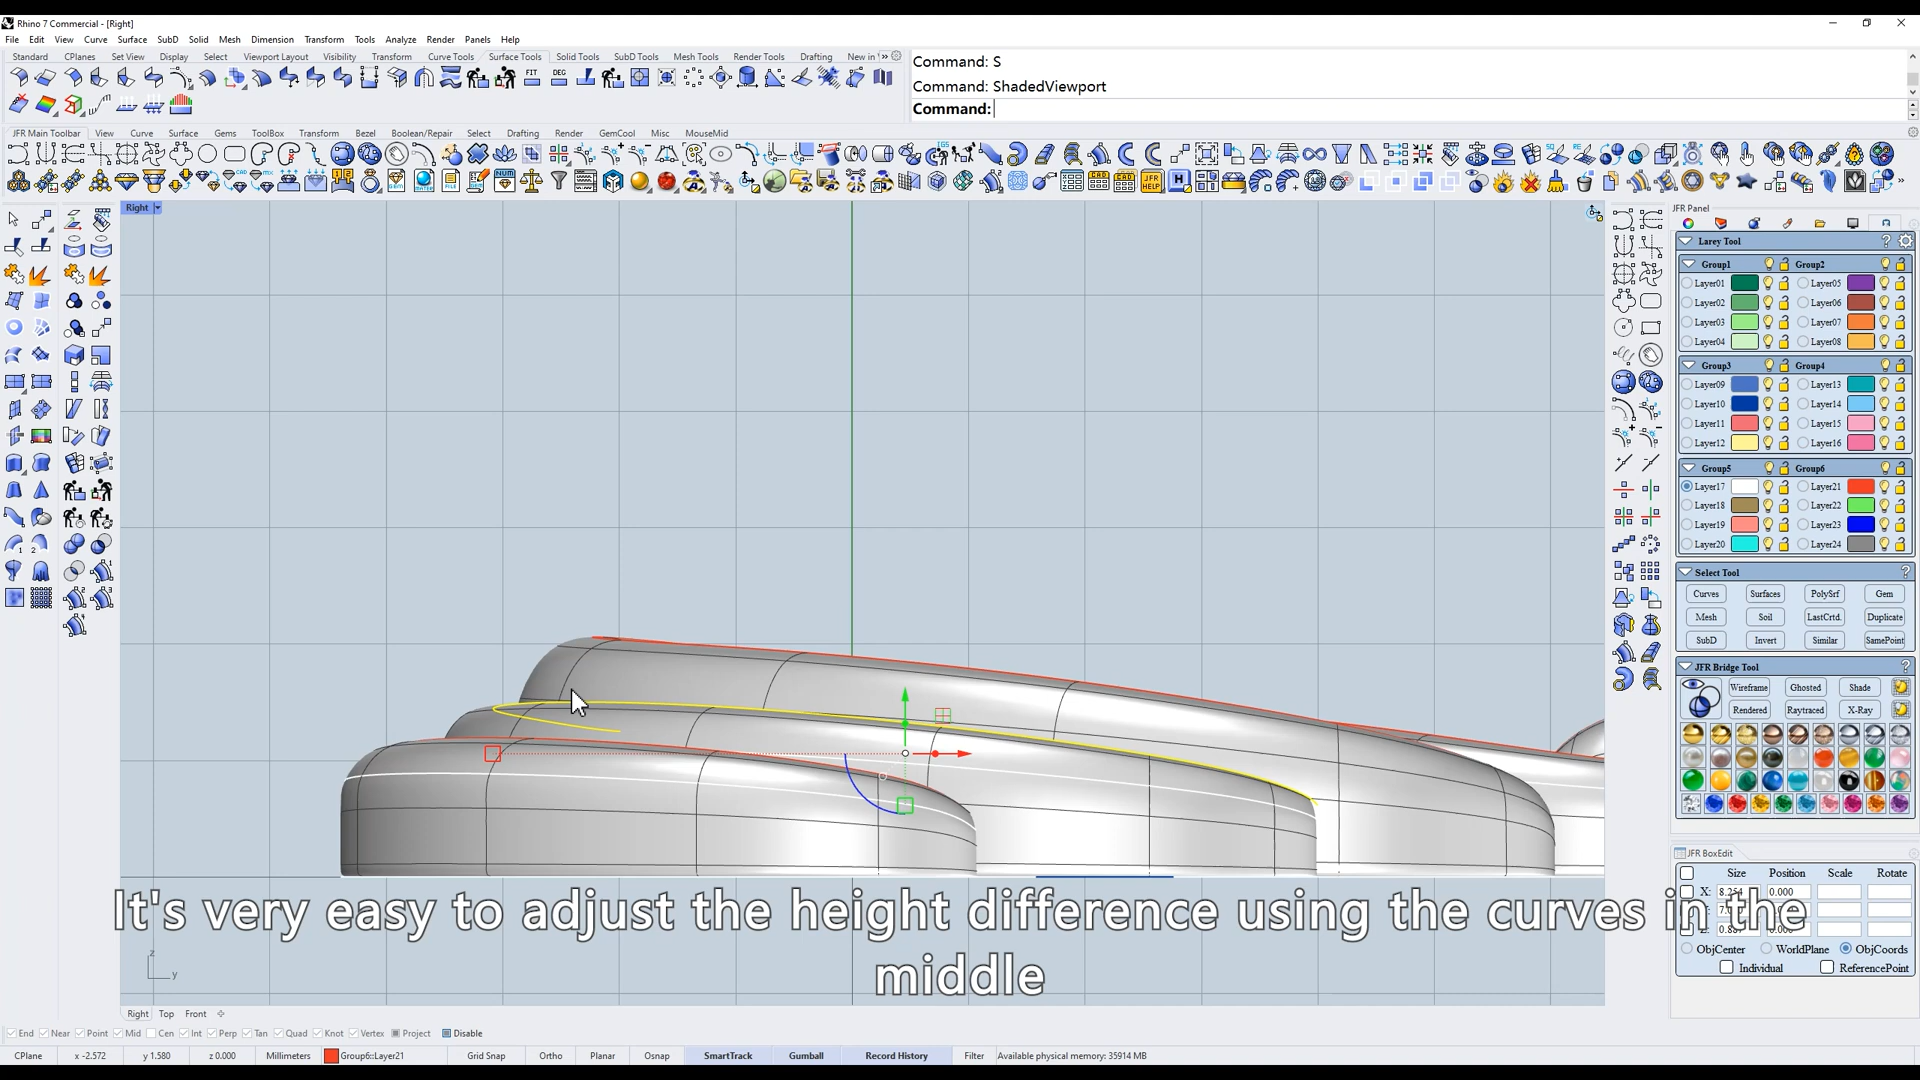 Rhino 7 Commercial - [Right]
File Edit View Curve Surface SubD Solid Mesh Dimension Transform Tools Analyze Render Panels Help
Standard CPlanes Set View Display Select Viewport Layout Visibility Transform Curve Tools Surface Tools Solid Tools SubD Tools Mesh Tools Render Tools Drafting New in
Command: S
Command: ShadedViewport
Command:
JFR Main Toolbar View Curve Surface Gems ToolBox Transform Bezel Boolean/Repair Select Drafting Render GemCool Misc MouseMid
Right
JFR Panel
Larey Tool
Group1 Group2
Layer01 Layer05
Layer02 Layer06
Layer03 Layer07
Layer04 Layer08
Group3 Group4
Layer09 Layer13
Layer10 Layer14
Layer11 Layer15
Layer12 Layer16
Group5 Group6
Layer17 Layer21
Layer18 Layer22
Layer19 Layer23
Layer20 Layer24
Select Tool
Curves Surfaces PolySrf Gem
Mesh Soil LastCrtd. Duplicate
SubD Invert Similar SamePoint
JFR Bridge Tool
Wireframe Ghosted Shade
Rendered Raytraced X-Ray
JFR BoxEdit
Size Position Scale Rotate
X: 8.254 0.000
ObjCenter WorldPlane ObjCoords
Individual ReferencePoint
It's very easy to adjust the height difference using the curves in the
middle
z
y
Right Top Front
End Near Point Mid Cen Int Perp Tan Quad Knot Vertex Project Disable
CPlane x -2.572 y 1.580 z 0.000 Millimeters Group6::Layer21 Grid Snap Ortho Planar Osnap SmartTrack Gumball Record History Filter Available physical memory: 35914 MB